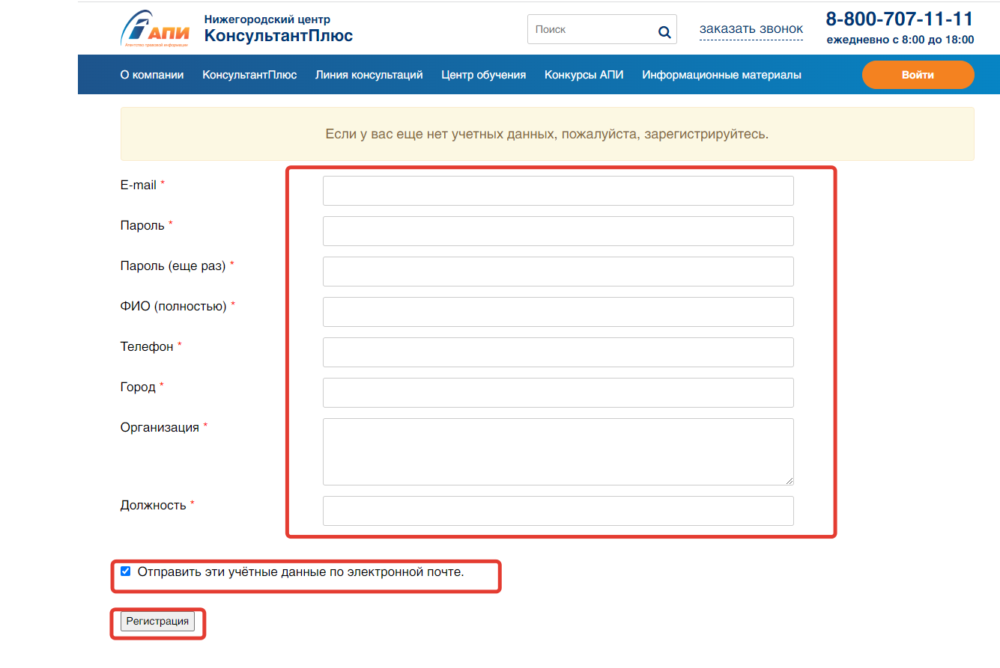 АПИ
Агентство правовой информации
Нижегородский центр
КонсультантПлюс
Поиск
заказать звонок
8-800-707-11-11
ежедневно с 8:00 до 18:00
О компании КонсультантПлюс Линия консультаций Центр обучения Конкурсы АПИ Информационные материалы Войти
Если у вас еще нет учетных данных, пожалуйста, зарегистрируйтесь.
E-mail *
Пароль *
Пароль (еще раз) *
ФИО (полностью) *
Телефон *
Город *
Организация *
Должность *
Отправить эти учётные данные по электронной почте.
Регистрация